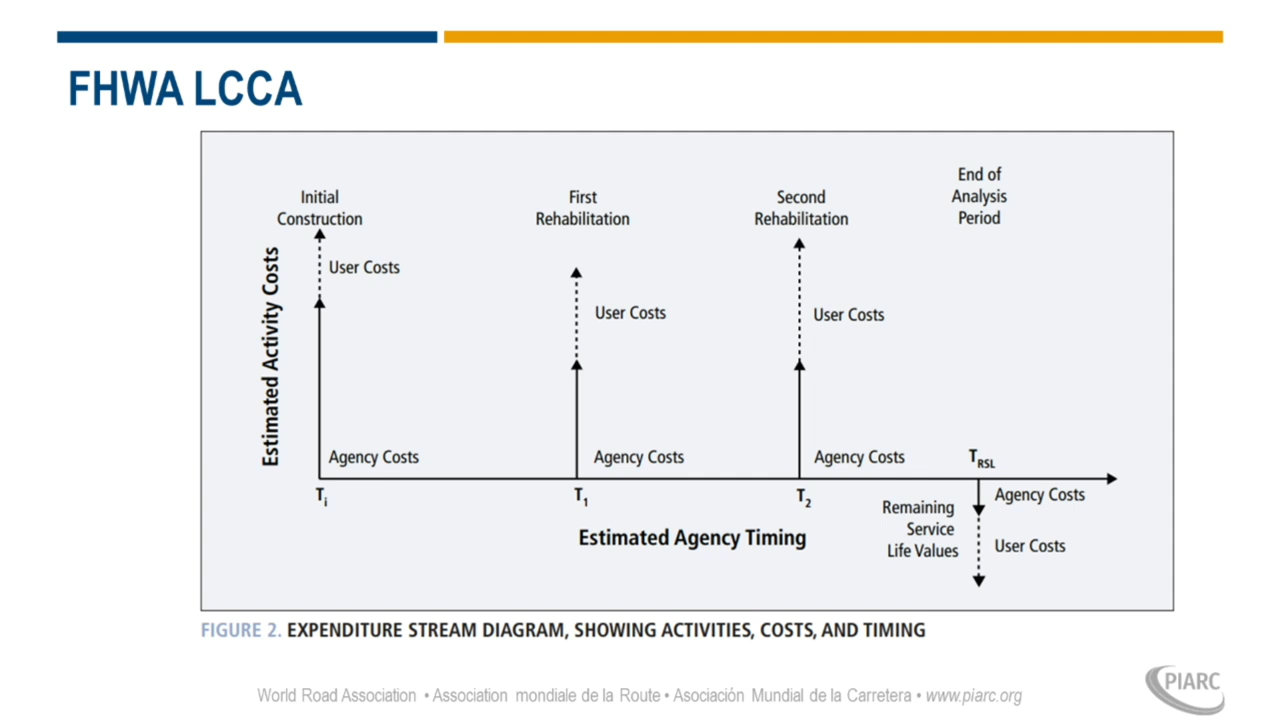 FHWA LCCA
Initial
Construction
First
Rehabilitation
Second
Rehabilitation
End of
Analysis
Period
Estimated Activity Costs
User Costs
User Costs
User Costs
Agency Costs
Agency Costs
Agency Costs
TRSL
Ti
T1
T2
Agency Costs
Remaining
Service
Life Values
User Costs
Estimated Agency Timing
FIGURE 2. EXPENDITURE STREAM DIAGRAM, SHOWING ACTIVITIES, COSTS, AND TIMING
World Road Association • Association mondiale de la Route • Asociación Mundial de la Carretera • www.piarc.org
PIARC